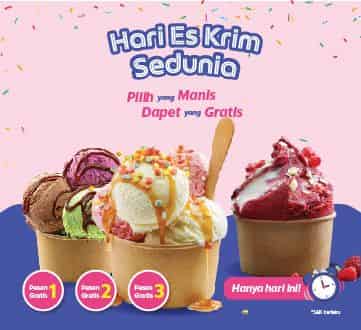 Hari Es Krim
Sedunia
Pilih yang Manis
Dapet yang Gratis
Pesan Gratis 1
Pesan Gratis 2
Pesan Gratis 3
Hanya hari ini!
*S&K berlaku